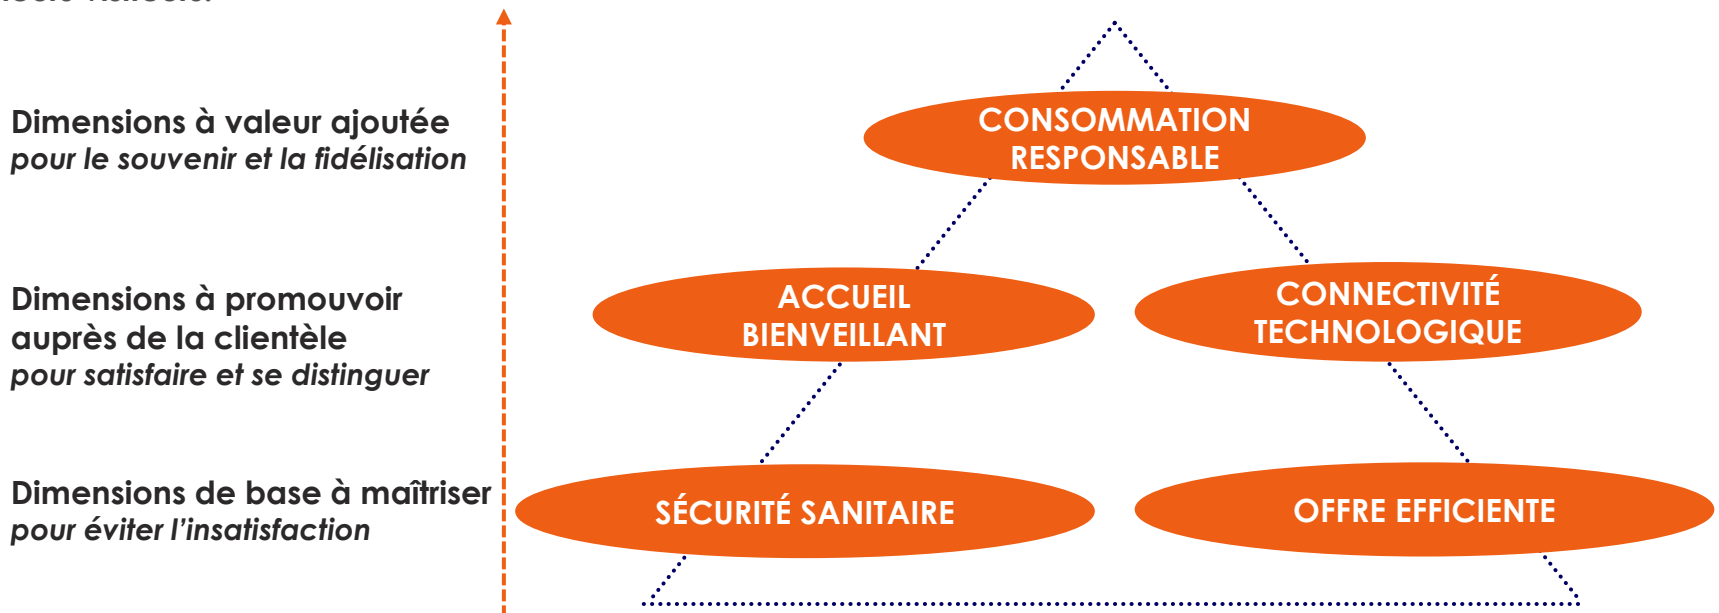 Dimensions à valeur ajoutée
pour le souvenir et la fidélisation
CONSOMMATION
RESPONSABLE
Dimensions à promouvoir
auprès de la clientèle
pour satisfaire et se distinguer
ACCUEIL
BIENVEILLANT
CONNECTIVITÉ
TECHNOLOGIQUE
Dimensions de base à maîtriser
pour éviter l'insatisfaction
SÉCURITÉ SANITAIRE
OFFRE EFFICIENTE